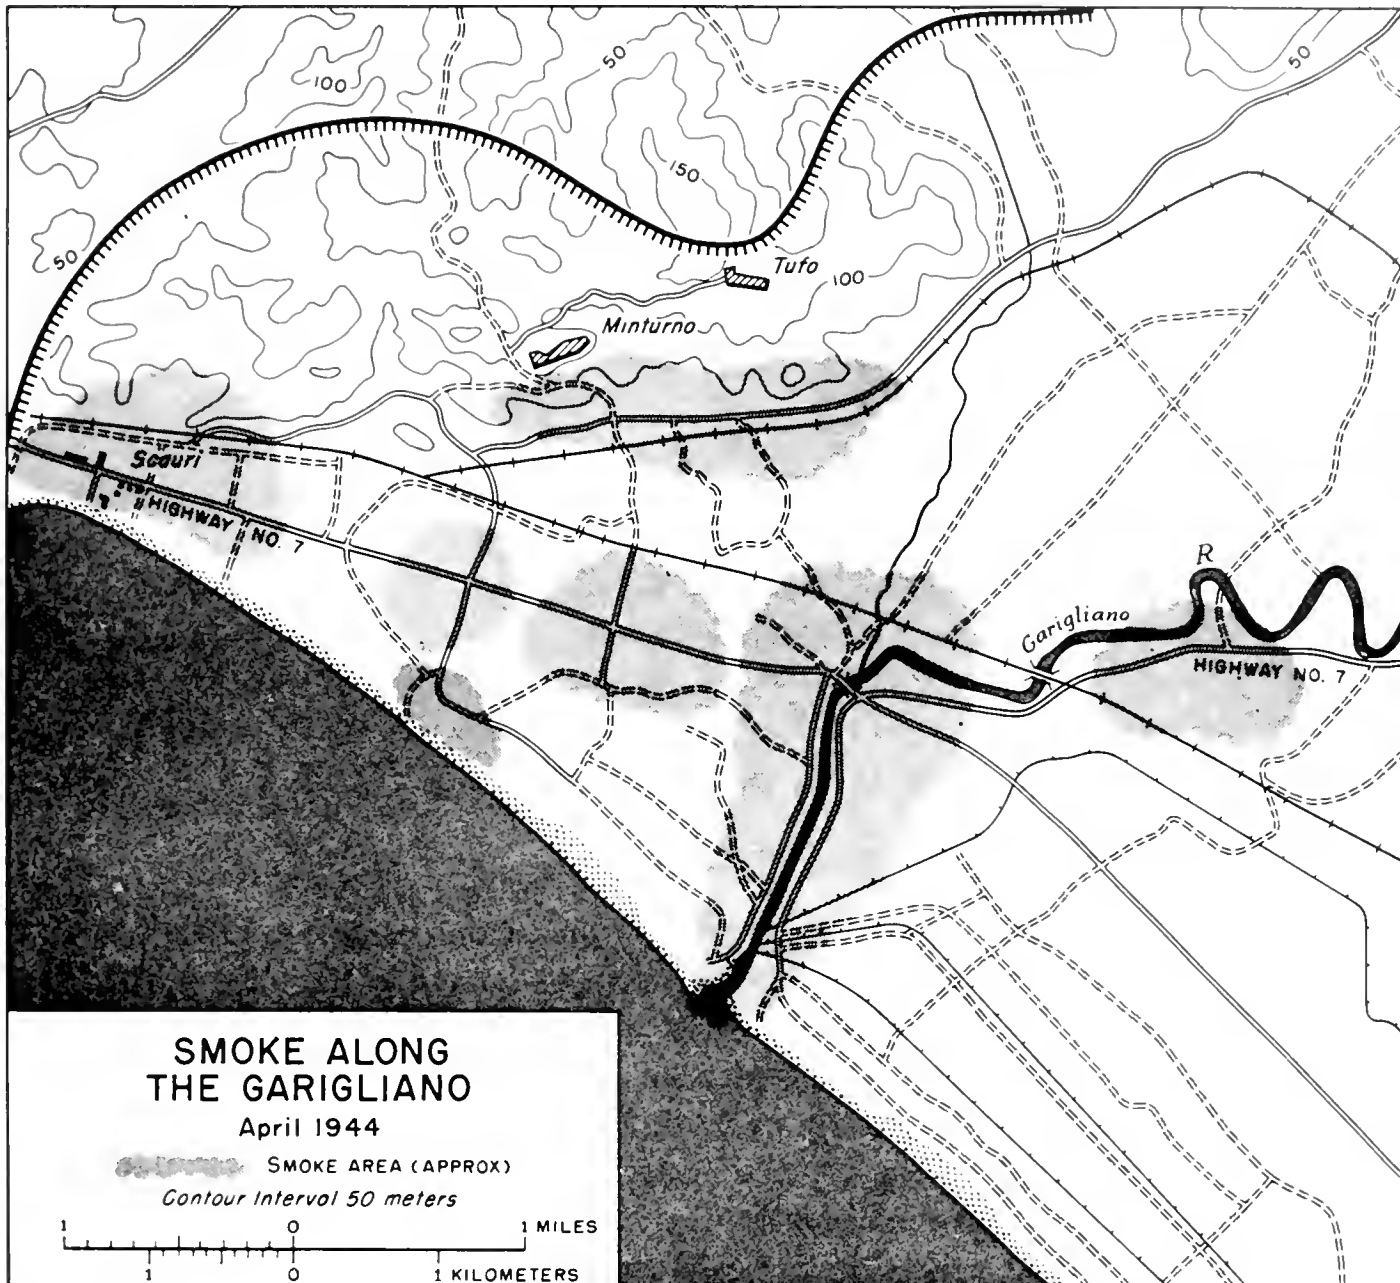 50
100
50
150
50
Tufo
100
Minturno
Scauri
HIGHWAY NO. 7
R
Garigliano
HIGHWAY NO. 7
SMOKE ALONG
THE GARIGLIANO
April 1944
SMOKE AREA (APPROX)
Contour Interval 50 meters
1 0 1 MILES
1 0 1 KILOMETERS